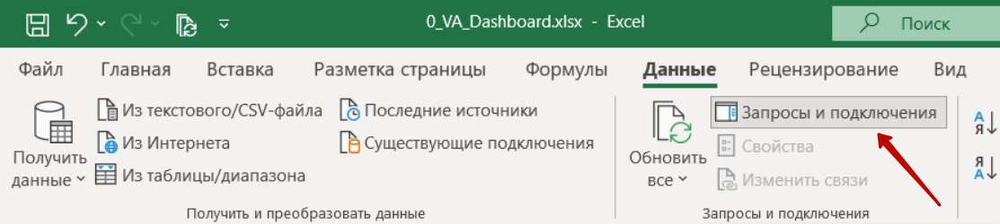 0_VA_Dashboard.xlsx - Excel
Поиск
Файл
Главная
Вставка
Разметка страницы
Формулы
Данные
Рецензирование
Вид
Получить
данные
Из текстового/CSV-файла
Из Интернета
Из таблицы/диапазона
Последние источники
Существующие подключения
Получить и преобразовать данные
Обновить
все
Запросы и подключения
Свойства
Изменить связи
Запросы и подключения
А
Я
Я
А